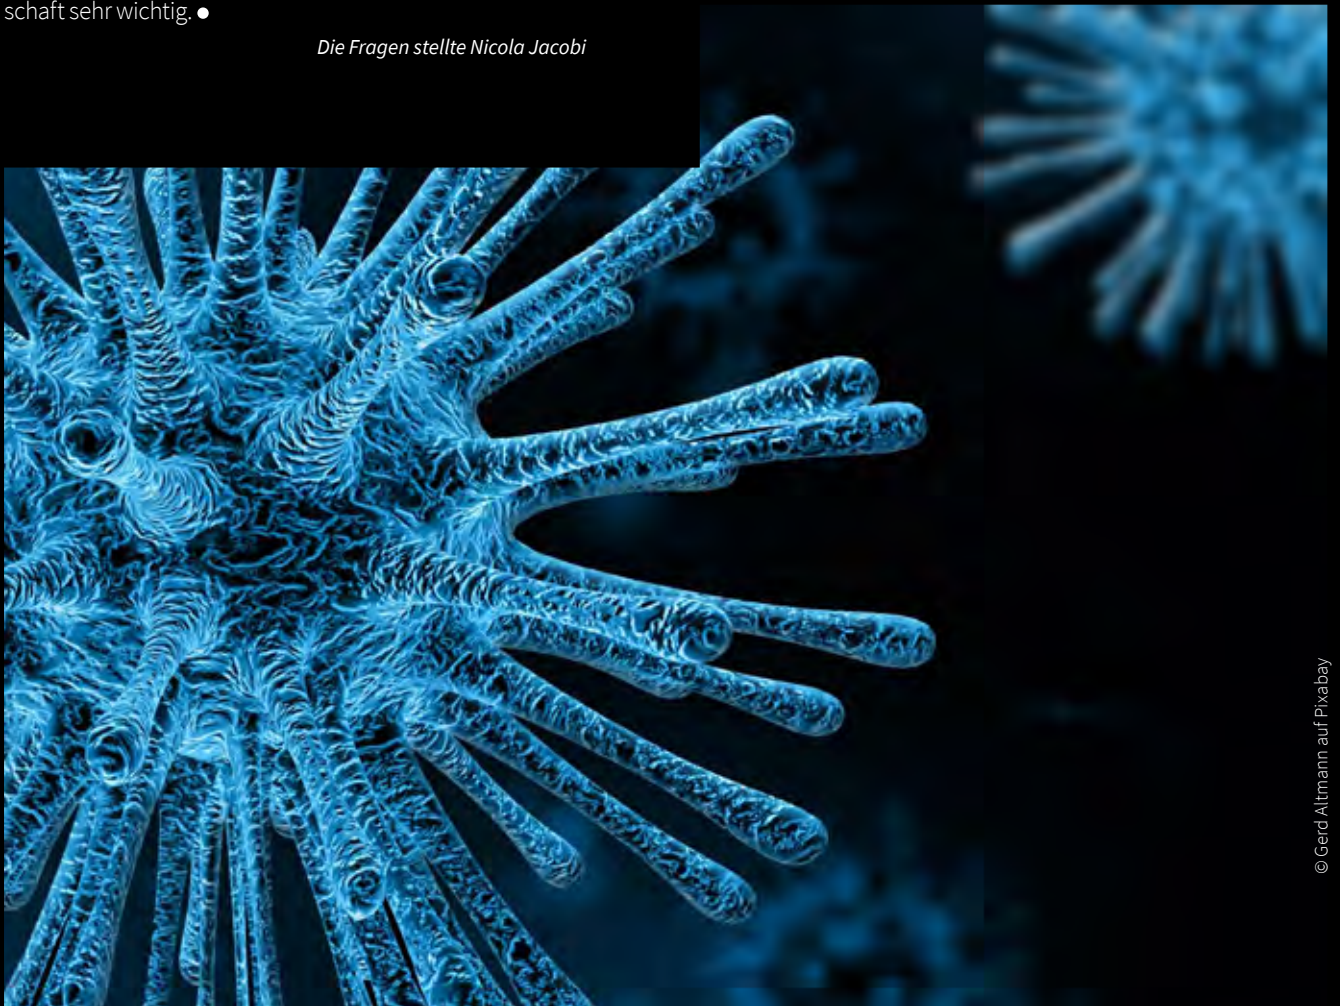 schaft sehr wichtig. ●
Die Fragen stellte Nicola Jacobi
© Gerd Altmann auf Pixabay